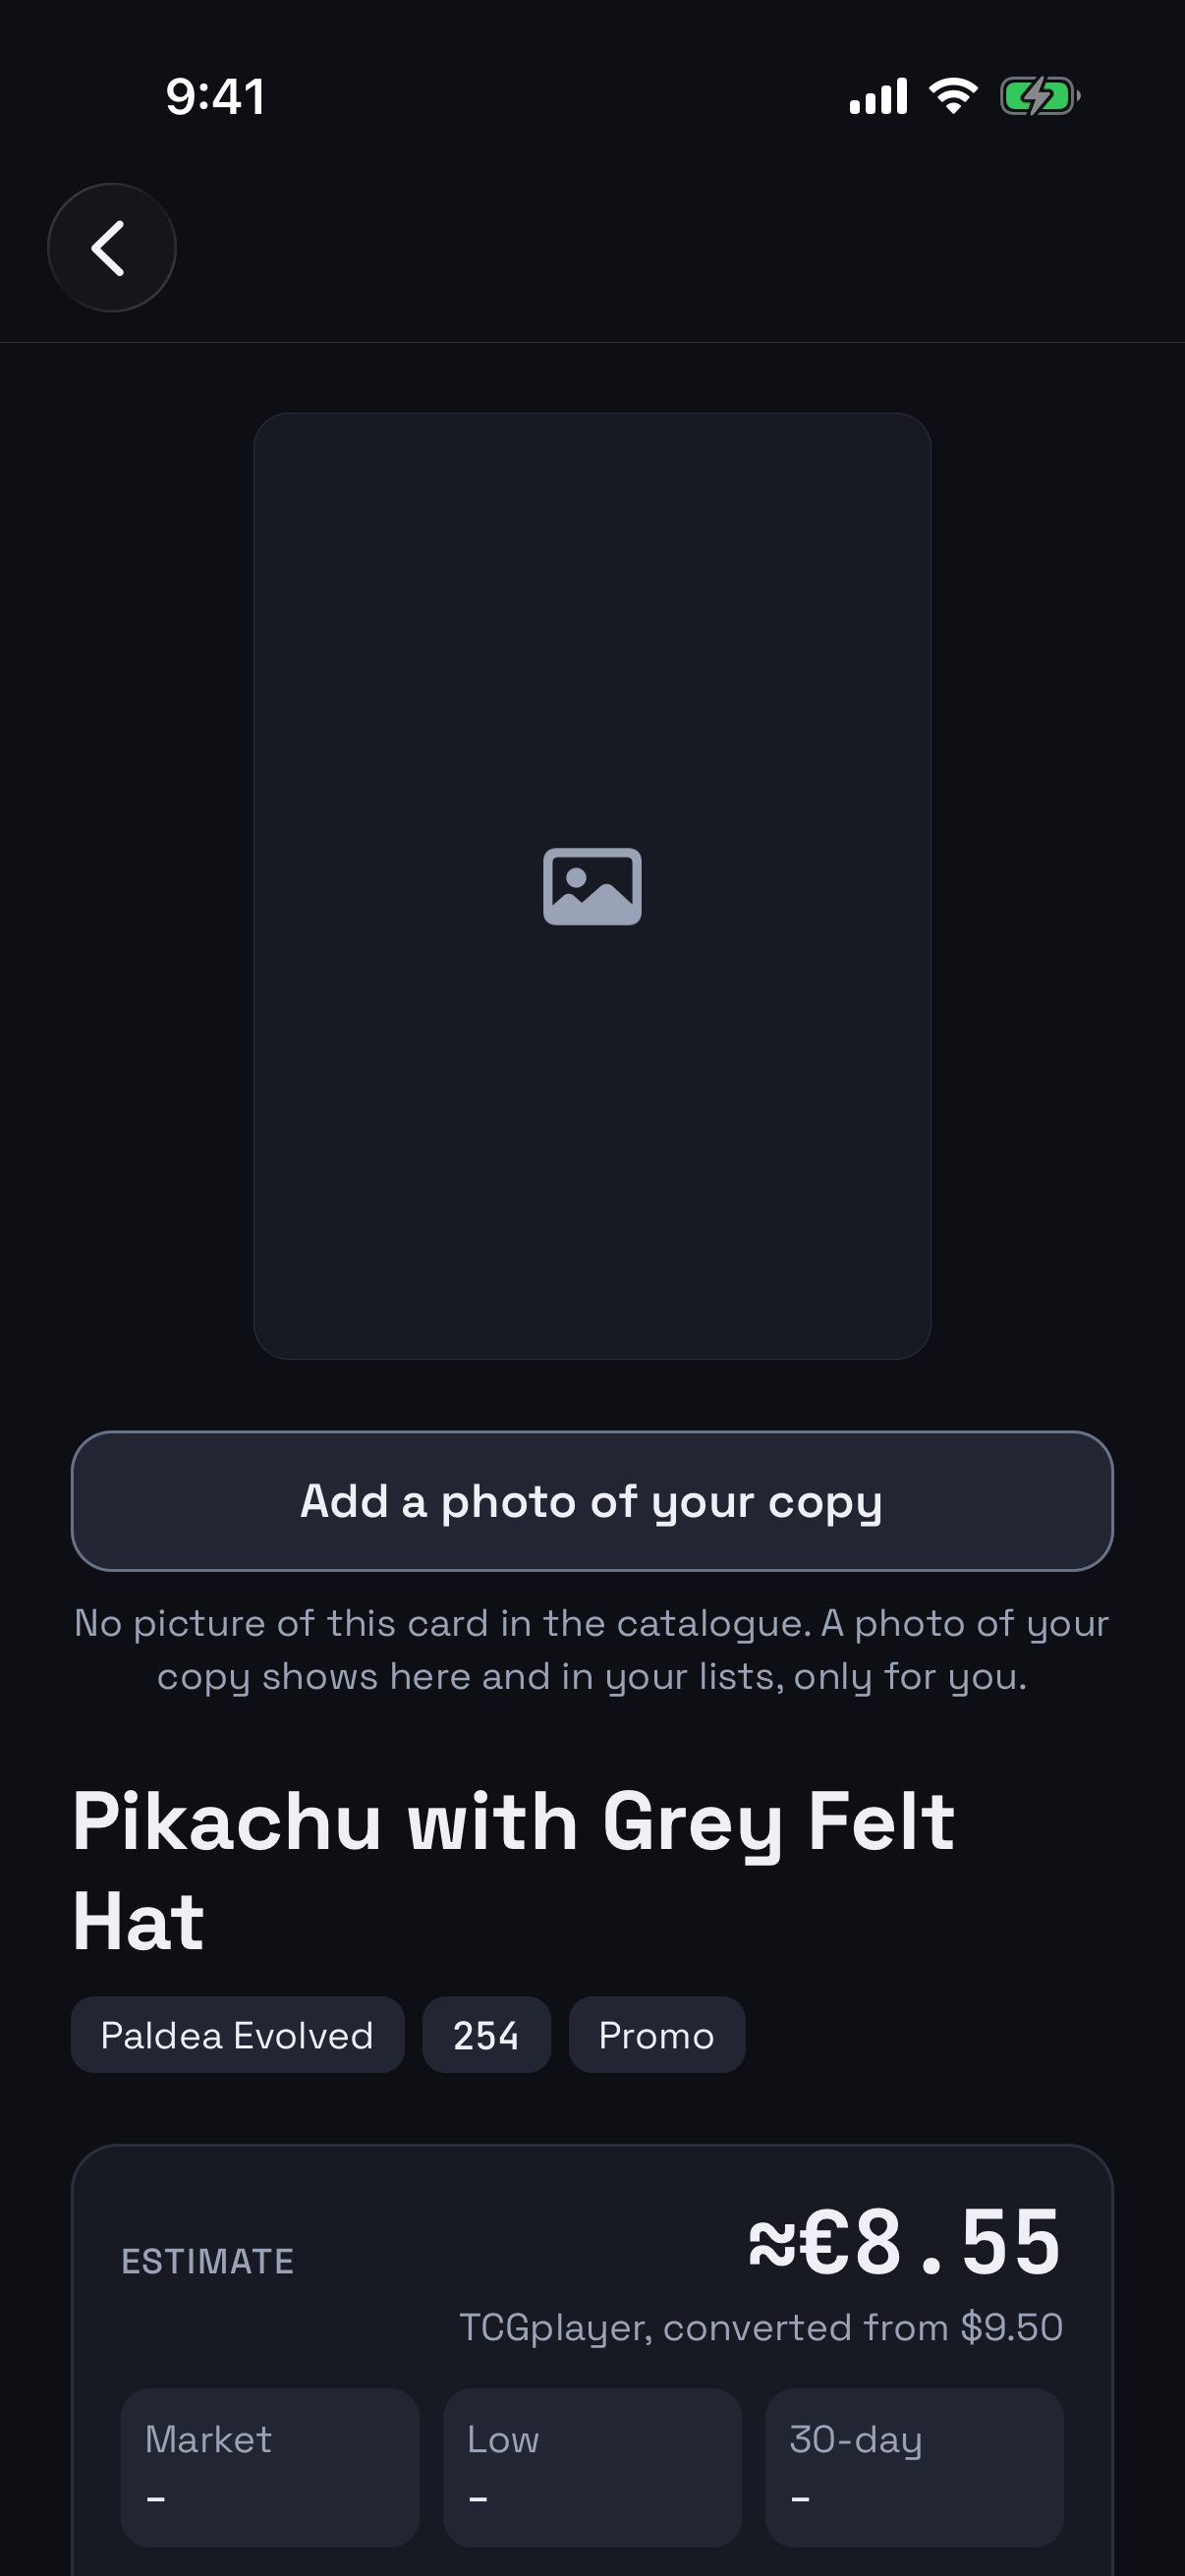 9:41
Add a photo of your copy
No picture of this card in the catalogue. A photo of your
copy shows here and in your lists, only for you.
Pikachu with Grey Felt
Hat
Paldea Evolved 254 Promo
ESTIMATE ≈€8.55
TCGplayer, converted from $9.50
Market Low 30-day
– – –